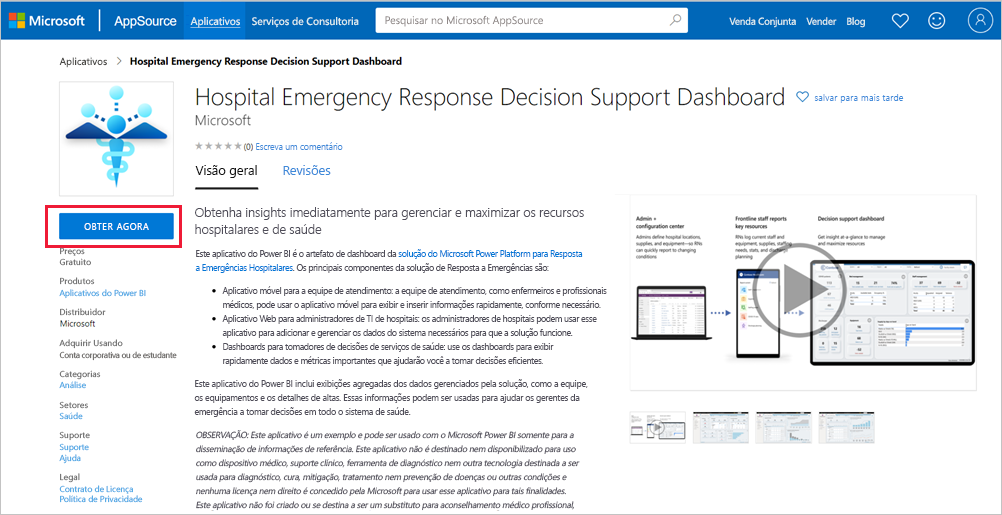 Microsoft
AppSource
Aplicativos
Serviços de Consultoria
Pesquisar no Microsoft AppSource
Venda Conjunta
Vender
Blog
Aplicativos > Hospital Emergency Response Decision Support Dashboard
Hospital Emergency Response Decision Support Dashboard
salvar para mais tarde
Microsoft
(0) Escreva um comentário
Visão geral
Revisões
OBTER AGORA
Preços
Gratuito
Produtos
Aplicativos do Power BI
Distribuidor
Microsoft
Adquirir Usando
Conta corporativa ou de estudante
Categorias
Análise
Setores
Saúde
Suporte
Suporte
Ajuda
Legal
Contrato de Licença
Política de Privacidade
Obtenha insights imediatamente para gerenciar e maximizar os recursos
hospitalares e de saúde
Este aplicativo do Power BI é o artefato de dashboard da solução do Microsoft Power Platform para Resposta
a Emergências Hospitalares. Os principais componentes da solução de Resposta a Emergências são:
• Aplicativo móvel para a equipe de atendimento: a equipe de atendimento, como enfermeiros e profissionais
médicos, pode usar o aplicativo móvel para exibir e inserir informações rapidamente, conforme necessário.
• Aplicativo Web para administradores de TI de hospitais: os administradores de hospitais podem usar esse
aplicativo para adicionar e gerenciar os dados do sistema necessários para que a solução funcione.
• Dashboards para tomadores de decisões de serviços de saúde: use os dashboards para exibir
rapidamente dados e métricas importantes que ajudarão você a tomar decisões eficientes.
Este aplicativo do Power BI inclui exibições agregadas dos dados gerenciados pela solução, como a equipe,
os equipamentos e os detalhes de altas. Essas informações podem ser usadas para ajudar os gerentes da
emergência a tomar decisões em todo o sistema de saúde.
OBSERVAÇÃO: Este aplicativo é um exemplo e pode ser usado com o Microsoft Power BI somente para a
disseminação de informações de referência. Este aplicativo não é destinado nem disponibilizado para uso
como dispositivo médico, suporte clínico, ferramenta de diagnóstico nem outra tecnologia destinada a ser
usada para diagnóstico, cura, mitigação, tratamento nem prevenção de doenças ou outras condições e
nenhuma licença nem direito é concedido pela Microsoft para usar esse aplicativo para tais finalidades.
Este aplicativo não foi criado ou se destina a ser um substituto para aconselhamento médico profissional,
Admin +
configuration center
Admins define hospital locations,
supplies, and equipment—so RNs
can quickly report to changing
conditions
Frontline staff reports
key resources
RNs log current staff and
equipment, supplies, staffing
needs, stats, and
discharge planning
Decision support dashboard
Get insight at-a-glance to manage
and maximize resources